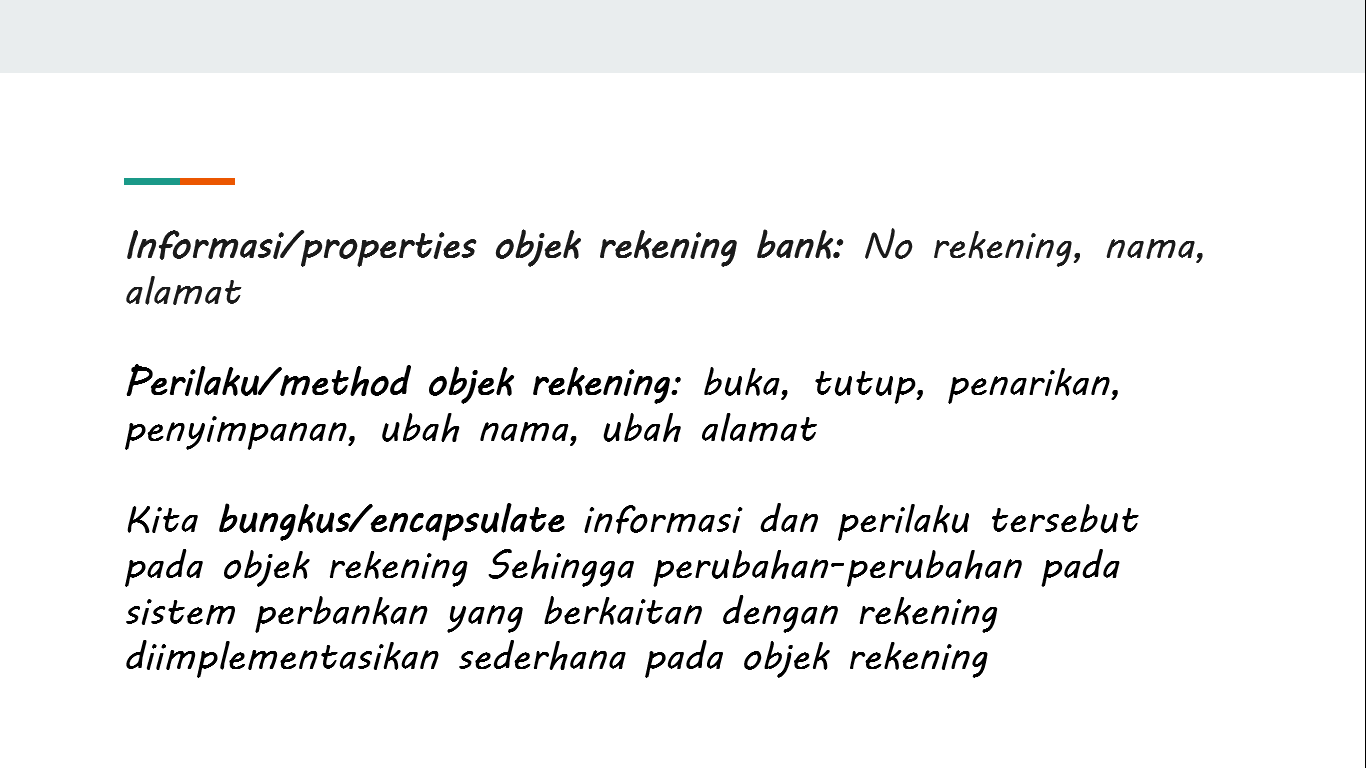 Informasi/properties objek rekening bank: No rekening, nama,
alamat
Perilaku/method objek rekening: buka, tutup, penarikan,
penyimpanan, ubah nama, ubah alamat
Kita bungkus/encapsulate informasi dan perilaku tersebut
pada objek rekening Sehingga perubahan-perubahan pada
sistem perbankan yang berkaitan dengan rekening
diimplementasikan sederhana pada objek rekening